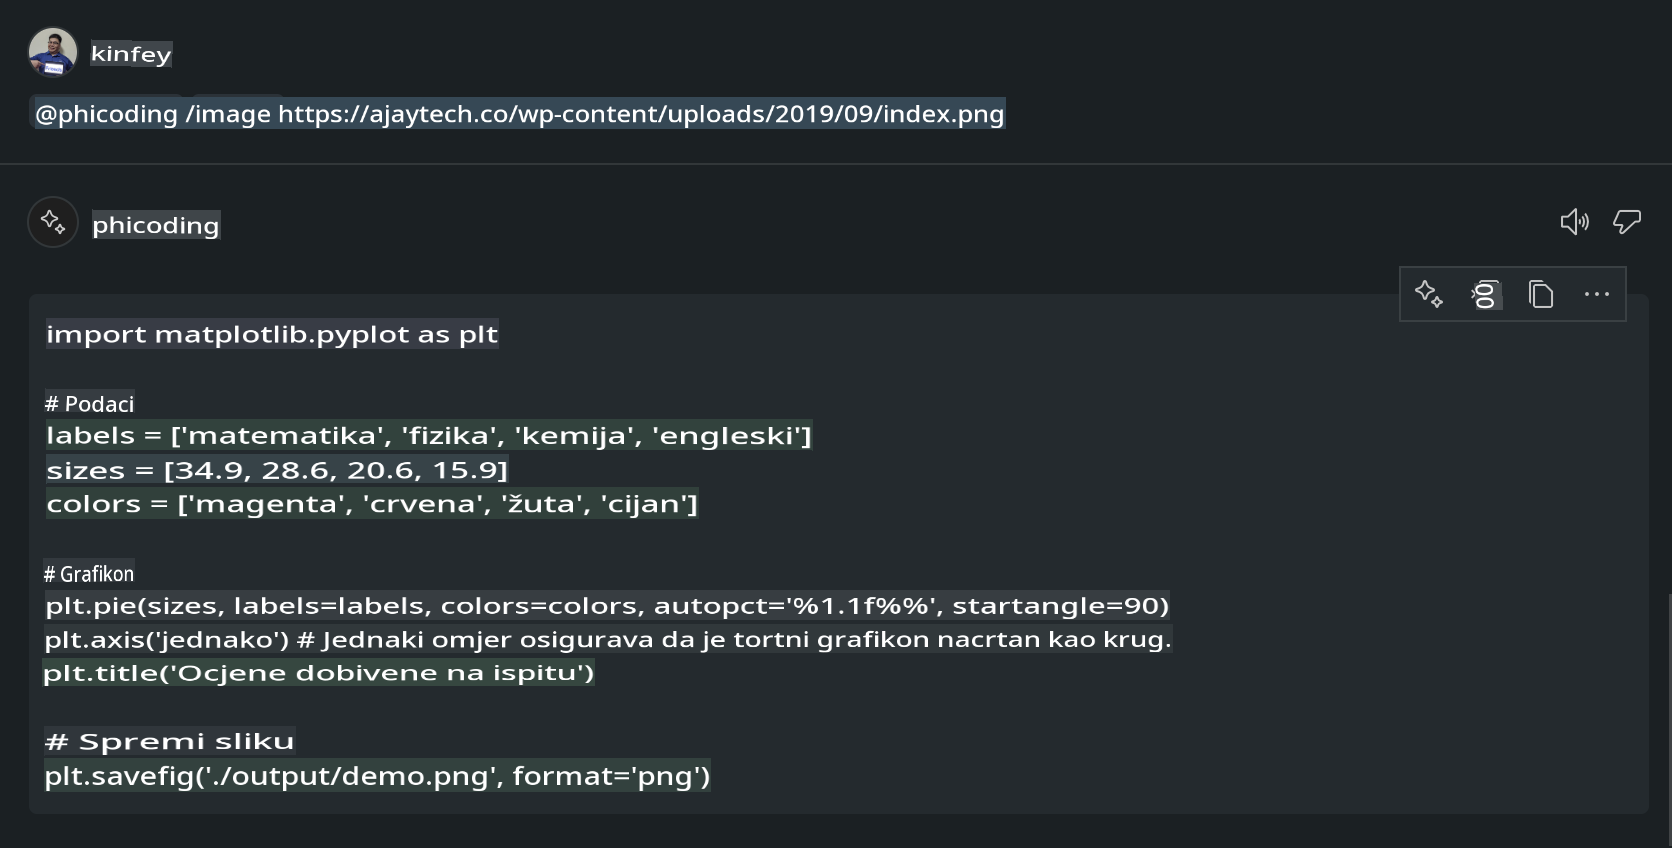 kinfey
@phicoding /image https://ajaytech.co/wp-content/uploads/2019/09/index.png
phicoding
import matplotlib.pyplot as plt
# Podaci
labels = ['matematika', 'fizika', 'kemija', 'engleski']
sizes = [34.9, 28.6, 20.6, 15.9]
colors = ['magenta', 'crvena', 'žuta', 'cijan']
# Grafikon
plt.pie(sizes, labels=labels, colors=colors, autopct='%1.1f%%', startangle=90)
plt.axis('jednako') # Jednaki omjer osigurava da je tortni grafikon nacrtan kao krug.
plt.title('Ocjene dobivene na ispitu')
# Spremi sliku
plt.savefig('./output/demo.png', format='png')